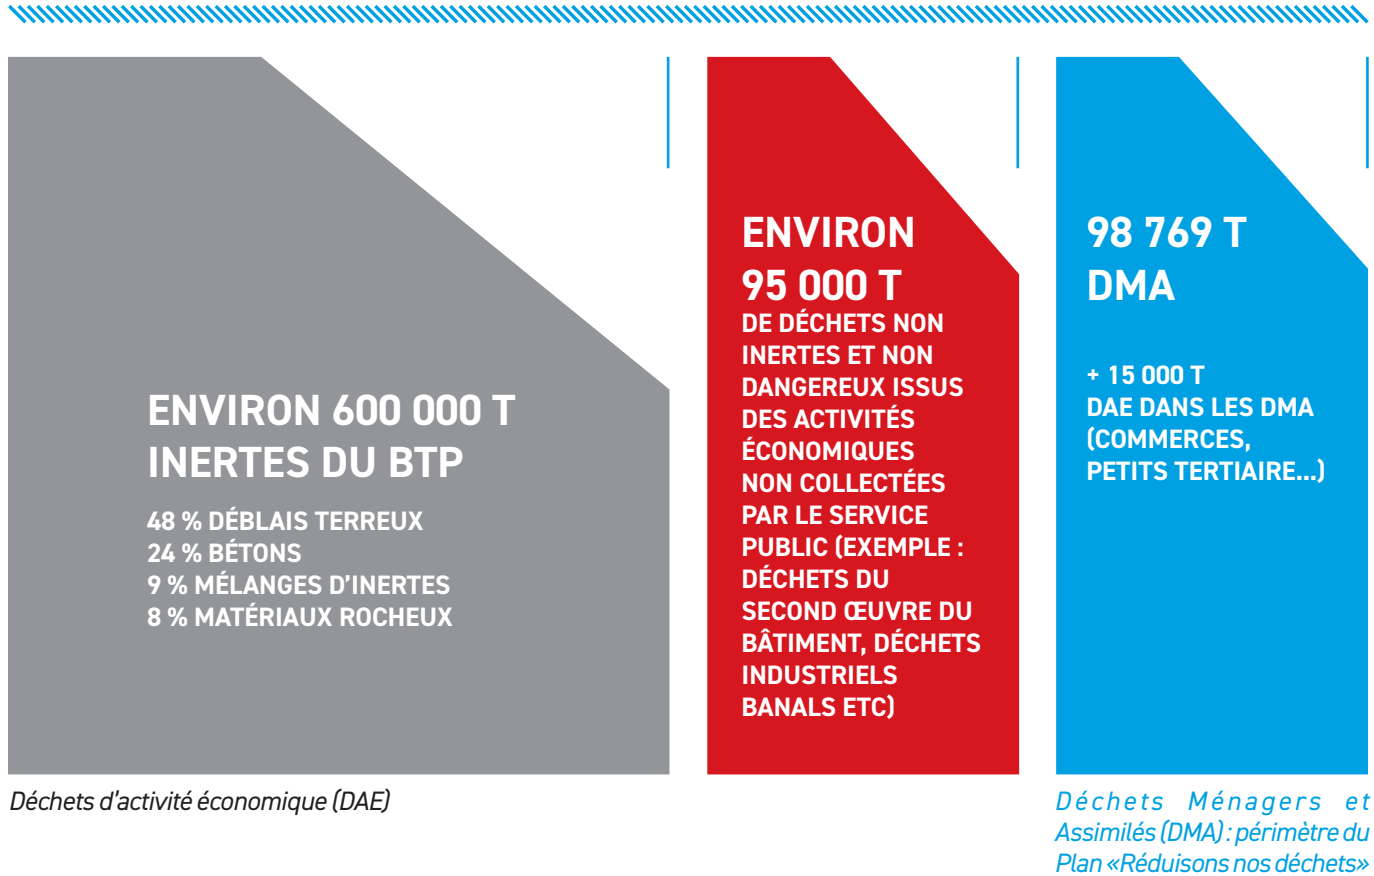 ENVIRON 600 000 T
INERTES DU BTP
48 % DÉBLAIS TERREUX
24 % BÉTONS
9 % MÉLANGES D'INERTES
8 % MATÉRIAUX ROCHEUX
Déchets d'activité économique (DAE)
ENVIRON
95 000 T
DE DÉCHETS NON
INERTES ET NON
DANGEREUX ISSUS
DES ACTIVITÉS
ÉCONOMIQUES
NON COLLECTÉES
PAR LE SERVICE
PUBLIC (EXEMPLE :
DÉCHETS DU
SECOND ŒUVRE DU
BÂTIMENT, DÉCHETS
INDUSTRIELS
BANALS ETC)
98 769 T
DMA
+ 15 000 T
DAE DANS LES DMA
(COMMERCES,
PETITS TERTIAIRE...)
Déchets Ménagers et
Assimilés (DMA) : périmètre du
Plan «Réduisons nos déchets»